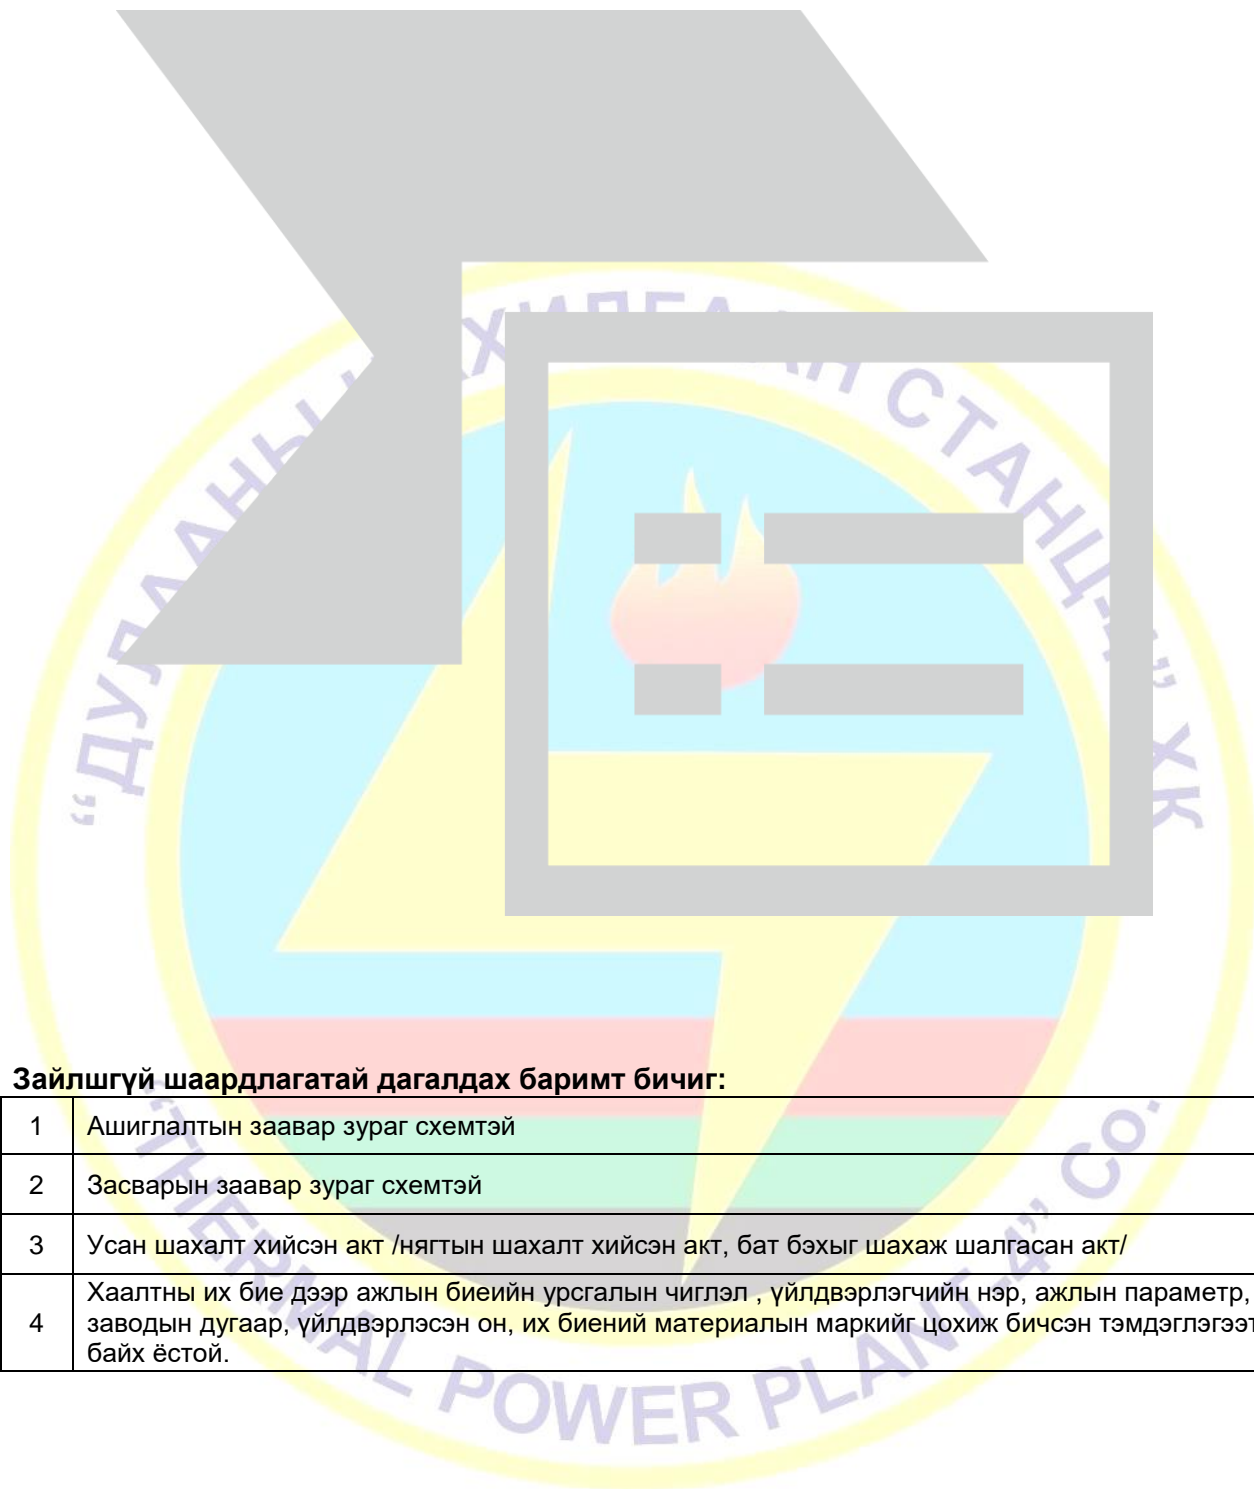 "ДУЛААНЫ ЦАХИЛГААН СТАНЦ-4" ХК
Зайлшгүй шаардлагатай дагалдах баримт бичиг:
1 Ашиглалтын заавар зураг схемтэй
2 Засварын заавар зураг схемтэй
3 Усан шахалт хийсэн акт /нягтын шахалт хийсэн акт, бат бэхыг шахаж шалгасан акт/
Хаалтны их бие дээр ажлын биеийн урсгалын чиглэл , үйлдвэрлэгчийн нэр, ажлын параметр,
4 заводын дугаар, үйлдвэрлэсэн он, их биений материалын маркийг цохиж бичсэн тэмдэглэгээт
байх ёстой.
"THERMAL POWER PLANT-4" Co.